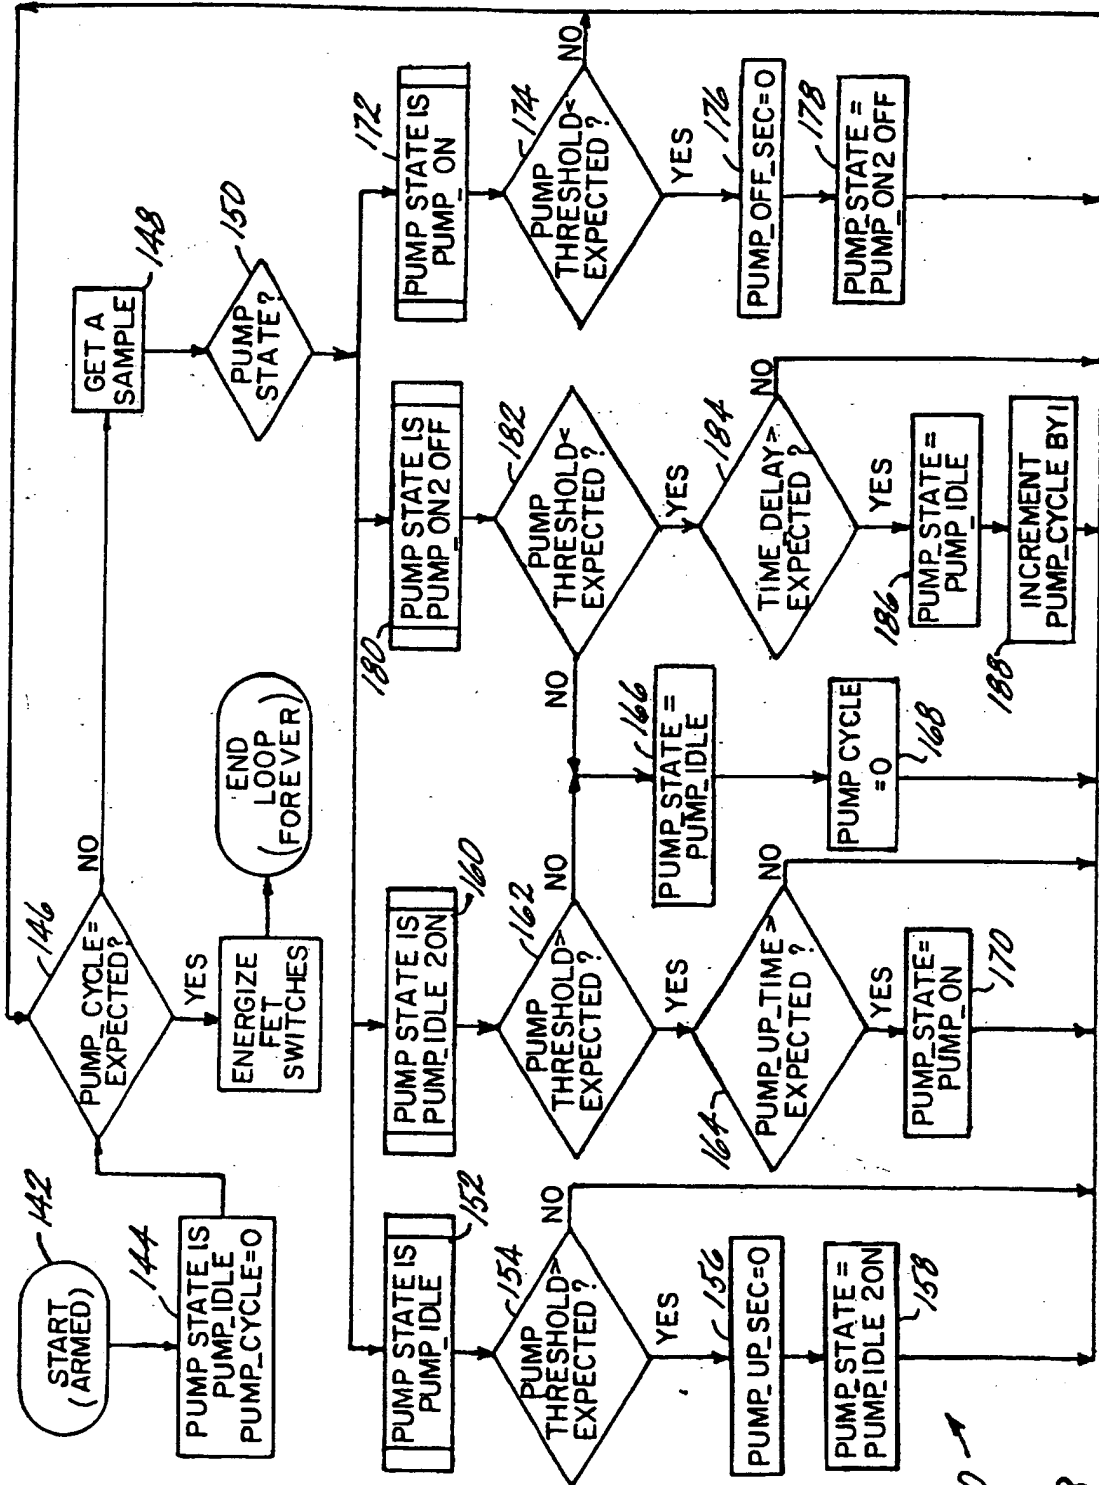 START
(ARMED)
142
PUMP STATE IS
PUMP_IDLE
PUMP_CYCLE=0
144
PUMP_CYCLE=
EXPECTED?
146
NO
YES
ENERGIZE
FET
SWITCHES
END
LOOP
(FOREVER)
GET A
SAMPLE
148
PUMP
STATE?
150
PUMP STATE IS
PUMP_IDLE
152
PUMP
THRESHOLD>
EXPECTED?
154
NO
YES
PUMP_UP_SEC=0
156
PUMP_STATE=
PUMP_IDLE 2ON
158
PUMP STATE IS
PUMP_IDLE 2ON
160
PUMP
THRESHOLD>
EXPECTED?
162
NO
YES
PUMP_UP_TIME>
EXPECTED?
164
NO
YES
PUMP_STATE=
PUMP_ON
170
PUMP_STATE=
PUMP_IDLE
166
PUMP CYCLE
=0
168
PUMP STATE IS
PUMP_ON2 OFF
180
PUMP
THRESHOLD<
EXPECTED?
182
NO
YES
TIME_DELAY>
EXPECTED?
184
NO
YES
PUMP_STATE=
PUMP_IDLE
186
INCREMENT
PUMP_CYCLE BY 1
188
PUMP STATE IS
PUMP_ON
172
PUMP
THRESHOLD<
EXPECTED?
174
NO
YES
PUMP_OFF_SEC=0
176
PUMP_STATE=
PUMP_ON2 OFF
178